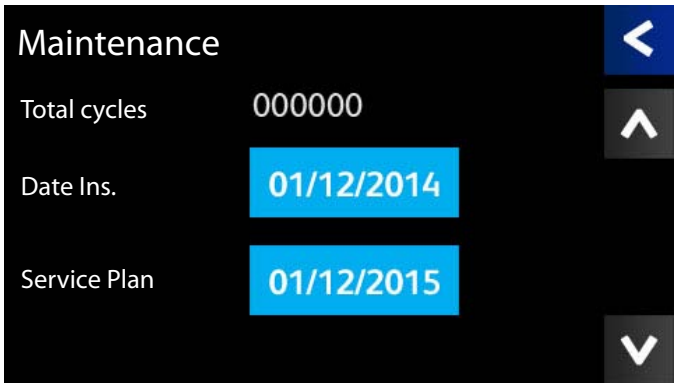 Maintenance
Total cycles 000000
Date Ins. 01/12/2014
Service Plan 01/12/2015